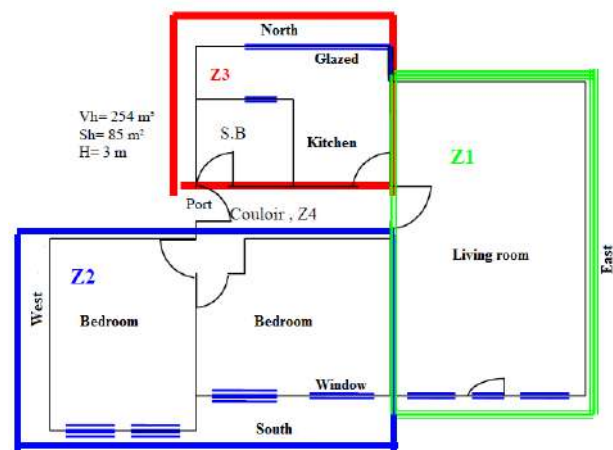 North
Glazed
Z3
Vh= 254 m³
Sh= 85 m²
H= 3 m
S.B
Kitchen
Z1
Port
Couloir , Z4
Living room
East
Z2
West
Bedroom
Bedroom
Window
South